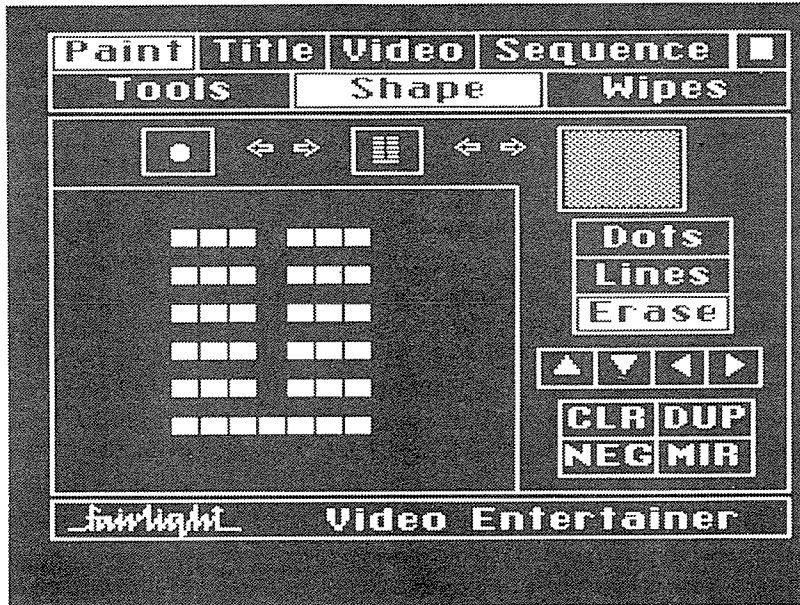 Paint Title Video Sequence
Tools Shape Wipes
Dots
Lines
Erase
CLR DUP
NEG MIR
fairlight Video Entertainer